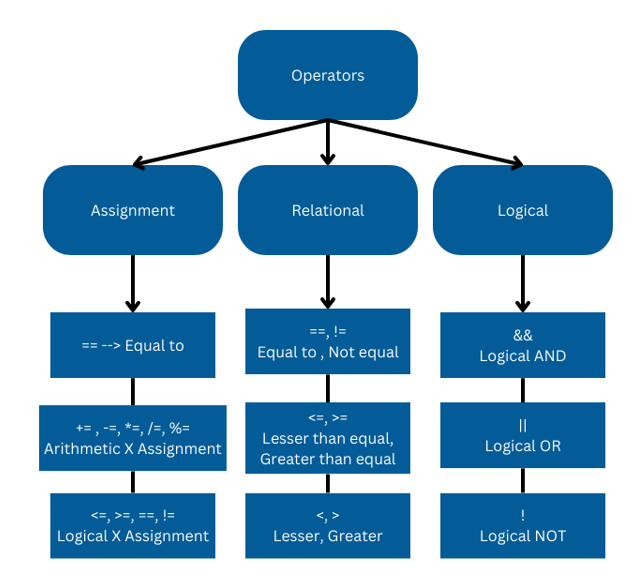 Operators
Assignment
Relational
Logical
== --> Equal to
+= , -=, *=, /=, %=
Arithmetic X Assignment
<=, >=, ==, !=
Logical X Assignment
==, !=
Equal to , Not equal
<=, >=
Lesser than equal,
Greater than equal
<, >
Lesser, Greater
&&
Logical AND
||
Logical OR
!
Logical NOT